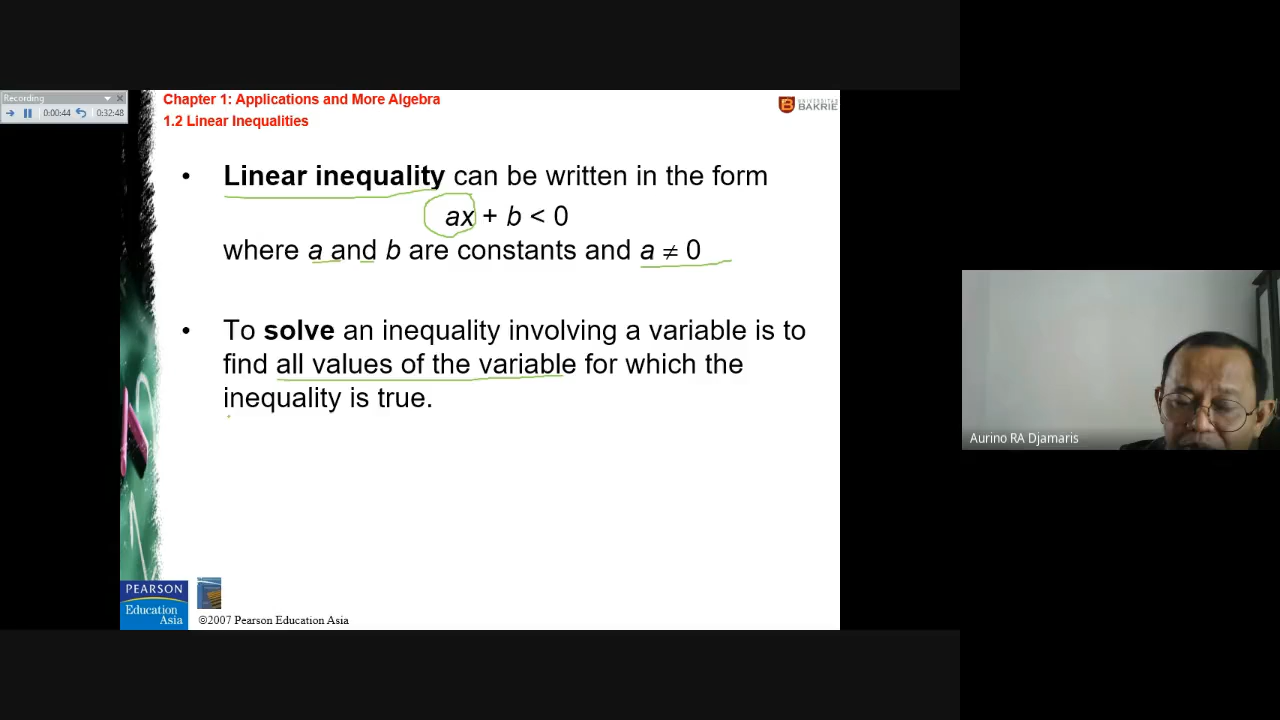 Recording
0:00:44 0:32:48
Chapter 1: Applications and More Algebra
1.2 Linear Inequalities
UNIVERSITAS
BAKRIE
• Linear inequality can be written in the form
ax + b < 0
where a and b are constants and a ≠ 0
• To solve an inequality involving a variable is to
find all values of the variable for which the
inequality is true.
Aurino RA Djamaris
PEARSON
Education
Asia
©2007 Pearson Education Asia